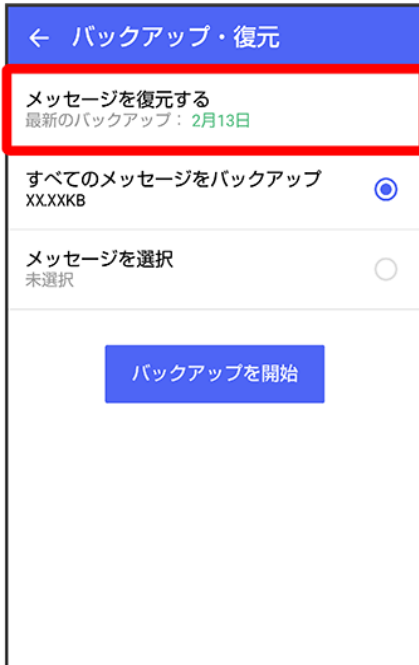 ← バックアップ・復元
メッセージを復元する
最新のバックアップ： 2月13日
すべてのメッセージをバックアップ
XX.XXKB
メッセージを選択
未選択
バックアップを開始